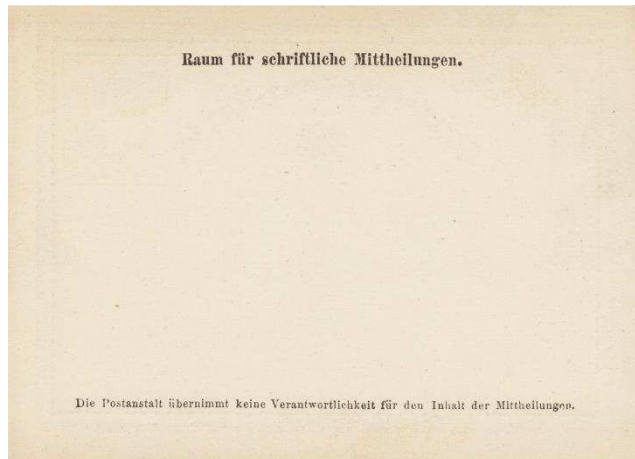 Raum für schriftliche Mittheilungen.
Die Postanstalt übernimmt keine Verantwortlichkeit für den Inhalt der Mittheilungen.